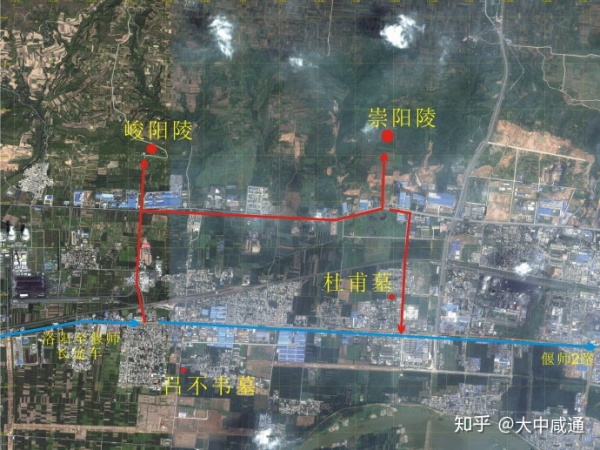 崇阳陵
峻阳陵
杜甫墓
洛阳至偃师
长途车
偃师2路
吕不韦墓
知乎 @大中咸通